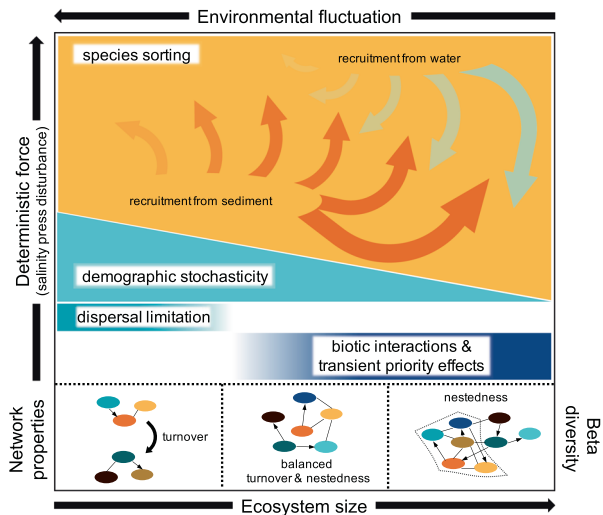 Environmental fluctuation
species sorting
recruitment from water
Deterministic force
(salinity press disturbance)
recruitment from sediment
demographic stochasticity
dispersal limitation
biotic interactions &
transient priority effects
Network
properties
turnover
balanced
turnover & nestedness
nestedness
Beta
diversity
Ecosystem size